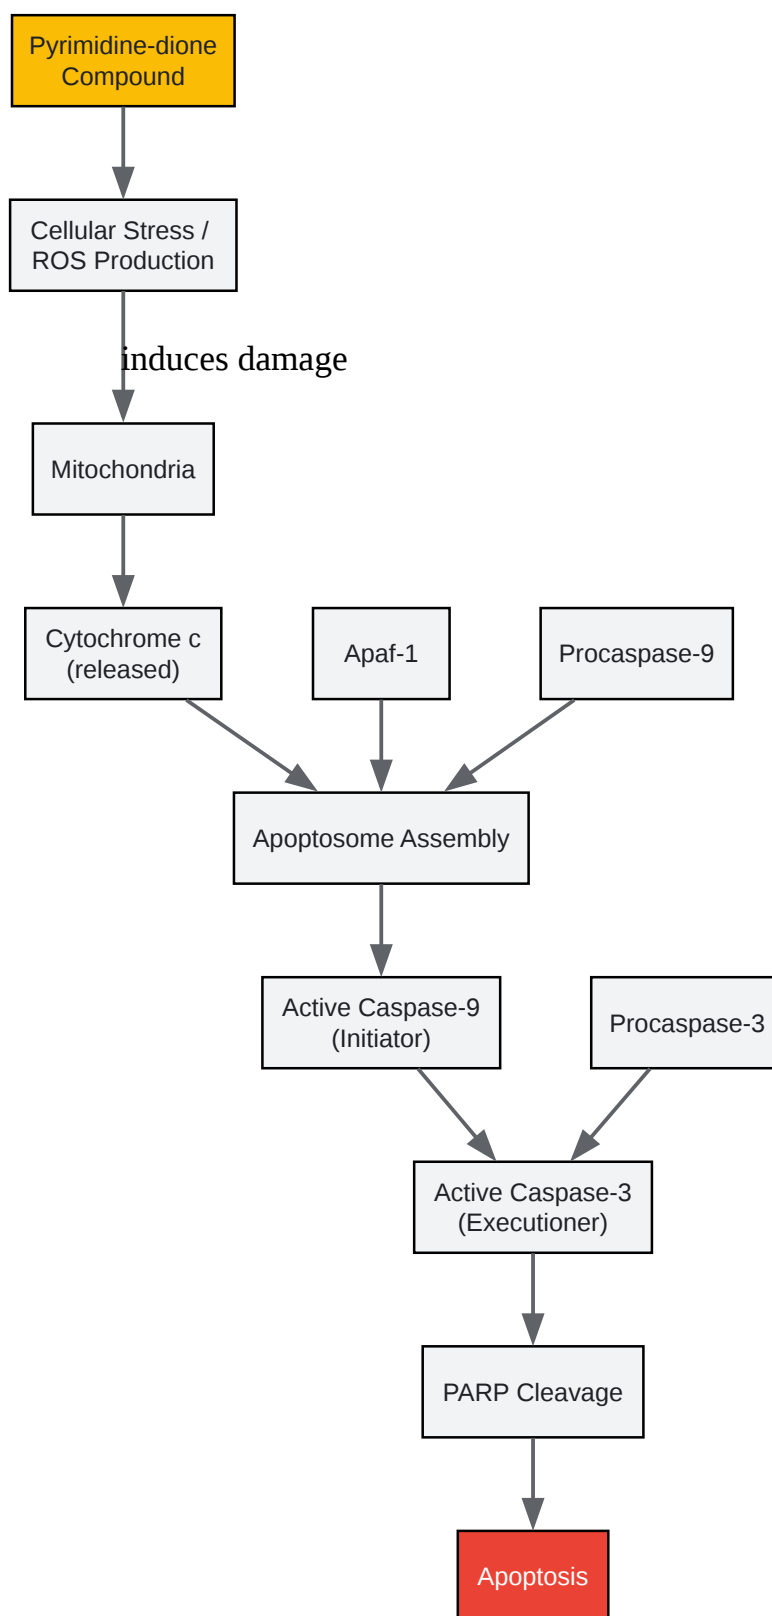 Pyrimidine-dione
Compound
Cellular Stress /
ROS Production
induces damage
Mitochondria
Cytochrome c
(released)
Apaf-1
Procaspase-9
Apoptosome Assembly
Active Caspase-9
(Initiator)
Procaspase-3
Active Caspase-3
(Executioner)
PARP Cleavage
Apoptosis